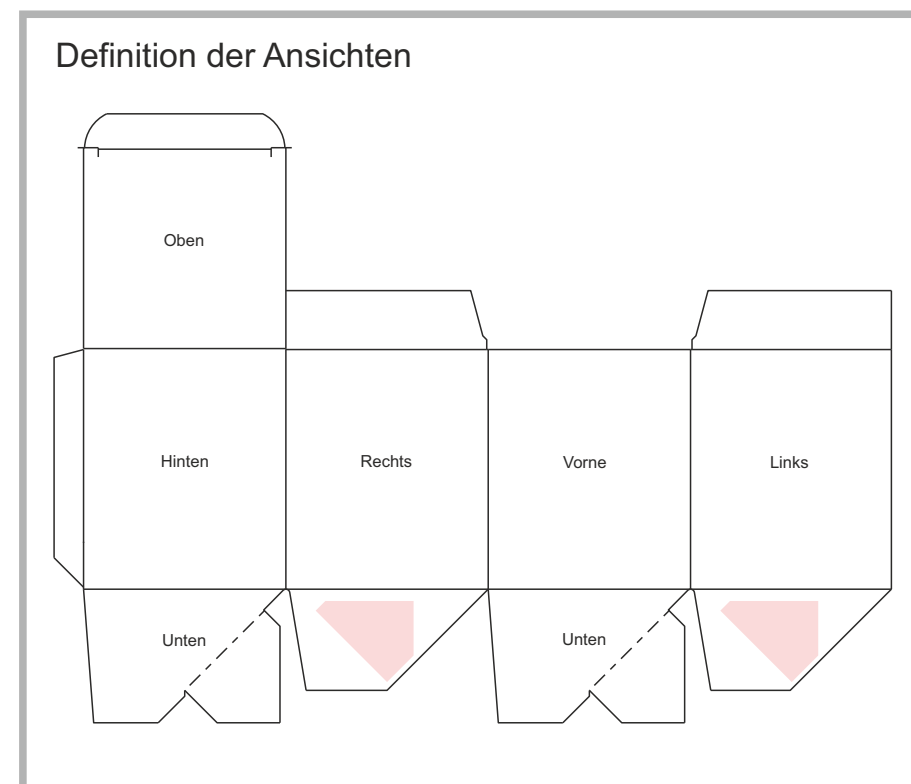 Definition der Ansichten
Oben
Hinten
Rechts
Vorne
Links
Unten
Unten